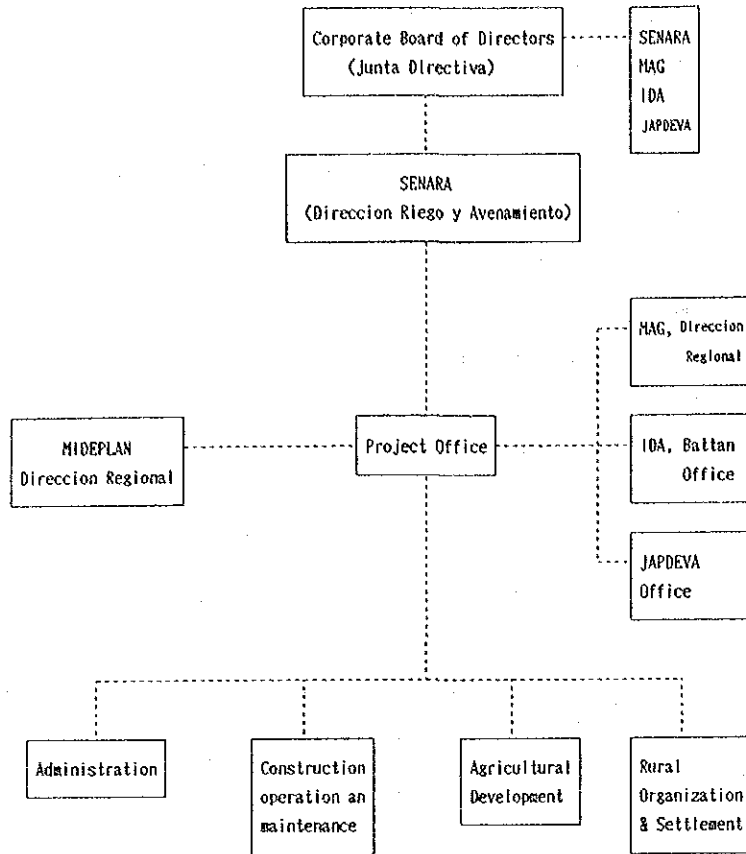 Corporate Board of Directors
(Junta Directiva)
SENARA
MAG
IDA
JAPDEVA
SENARA
(Direccion Riego y Avenamiento)
MAG, Direccion
Regional
MIDEPLAN
Direccion Regional
Project Office
IDA, Battan
Office
JAPDEVA
Office
Administration
Construction
operation an
maintenance
Agricultural
Development
Rural
Organization
& Settlement